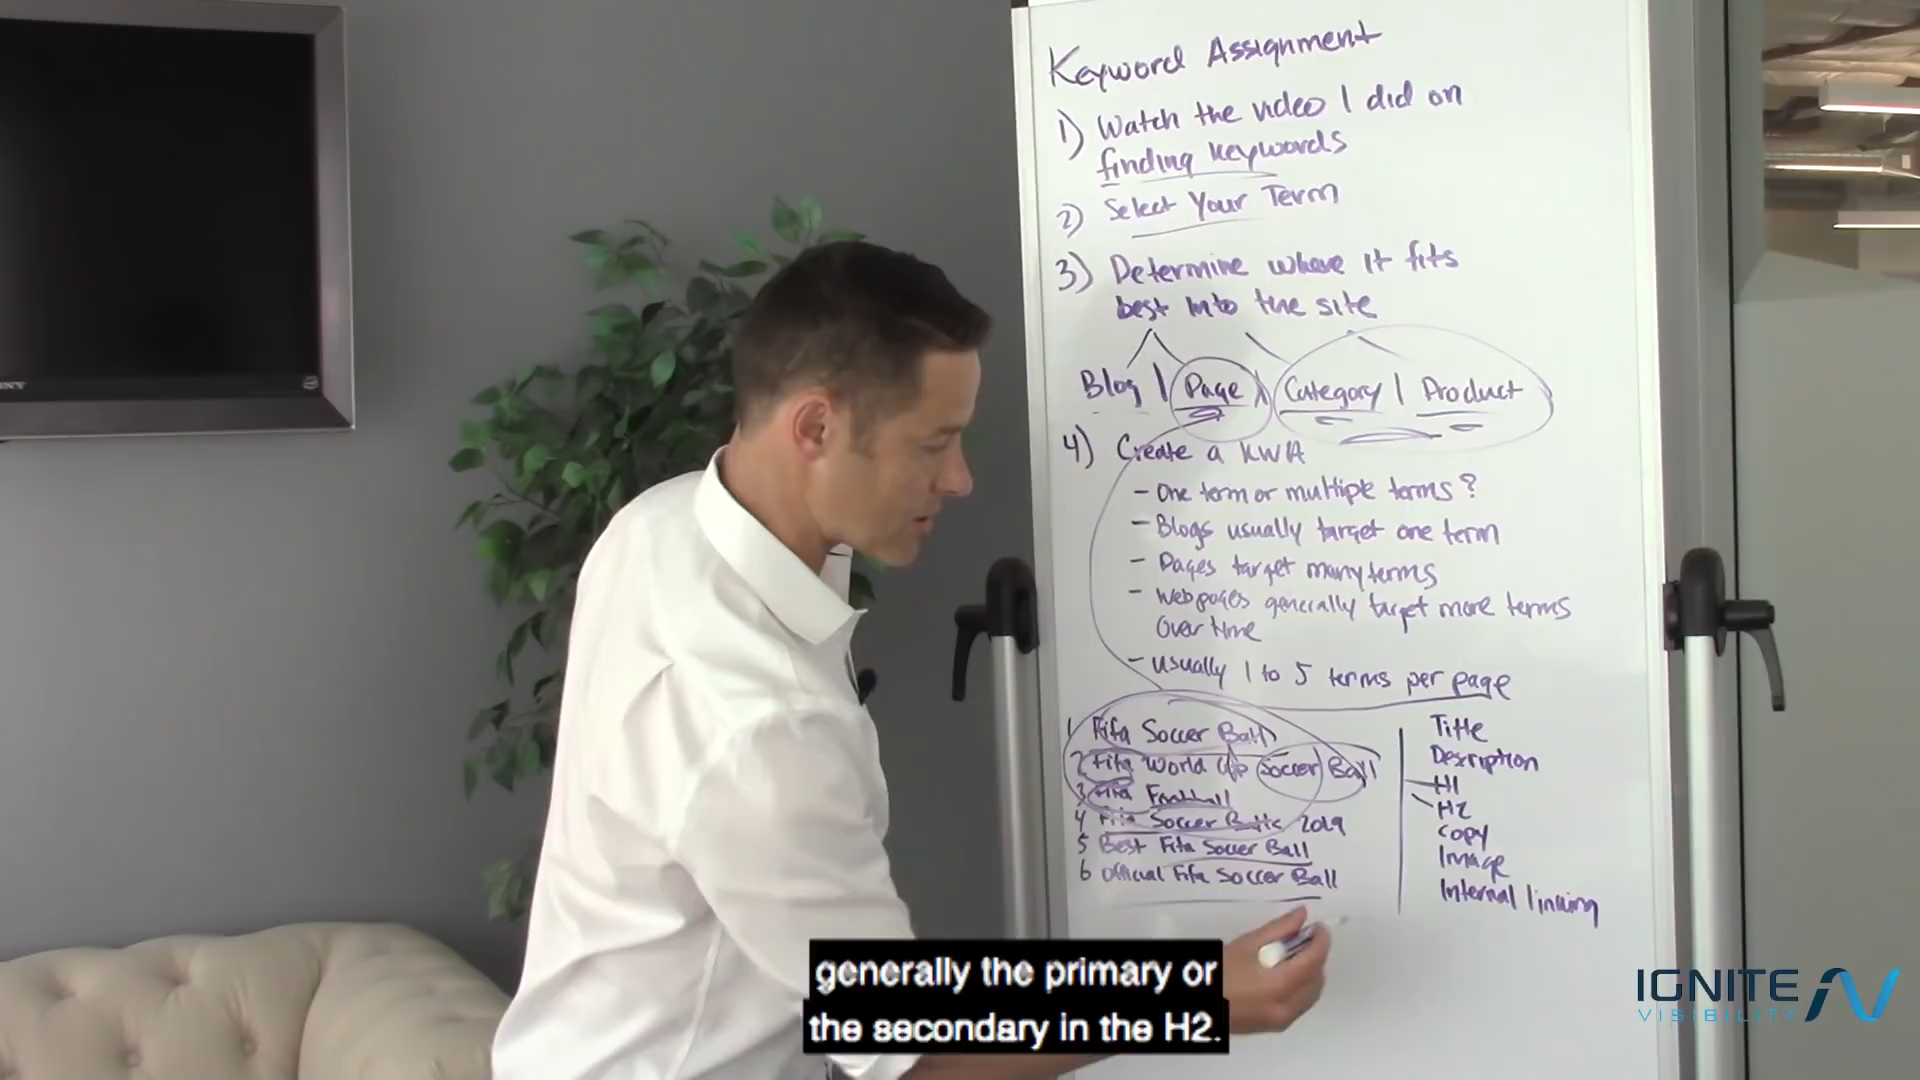 Keyword Assignment
1) Watch the video I did on
finding keywords
2) Select Your Term
3) Determine where it fits
best into the site
Blog | Page | Category | Product
4) Create a KWA
- One term or multiple terms?
- Blogs usually target one term
- Pages target many terms
- Webpages generally target more terms
over time
- usually 1 to 5 terms per page
1 Fifa Soccer Ball
2 Fifa World Cup Soccer Ball
3 Fifa Football
4 Fifa Soccer Balls 2019
5 Best Fifa Soccer Ball
6 Official Fifa Soccer Ball
Title
Description
H1
H2
Copy
Image
Internal linking
generally the primary or
the secondary in the H2.
IGNITE
VISIBILITY
SONY